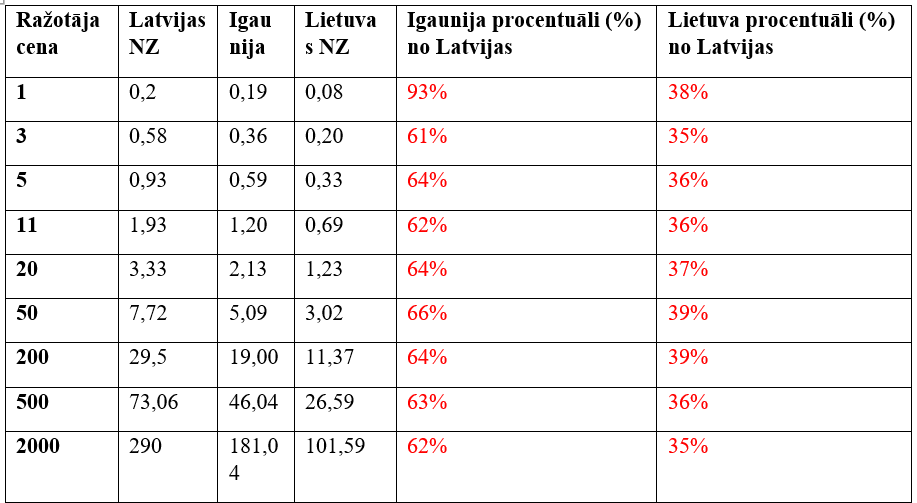 Ražotāja cena Latvijas NZ Igaunija Lietuvas NZ Igaunija procentuāli (%) no Latvijas Lietuva procentuāli (%) no Latvijas
1 0,2 0,19 0,08 93% 38%
3 0,58 0,36 0,20 61% 35%
5 0,93 0,59 0,33 64% 36%
11 1,93 1,20 0,69 62% 36%
20 3,33 2,13 1,23 64% 37%
50 7,72 5,09 3,02 66% 39%
200 29,5 19,00 11,37 64% 39%
500 73,06 46,04 26,59 63% 36%
2000 290 181,04 101,59 62% 35%